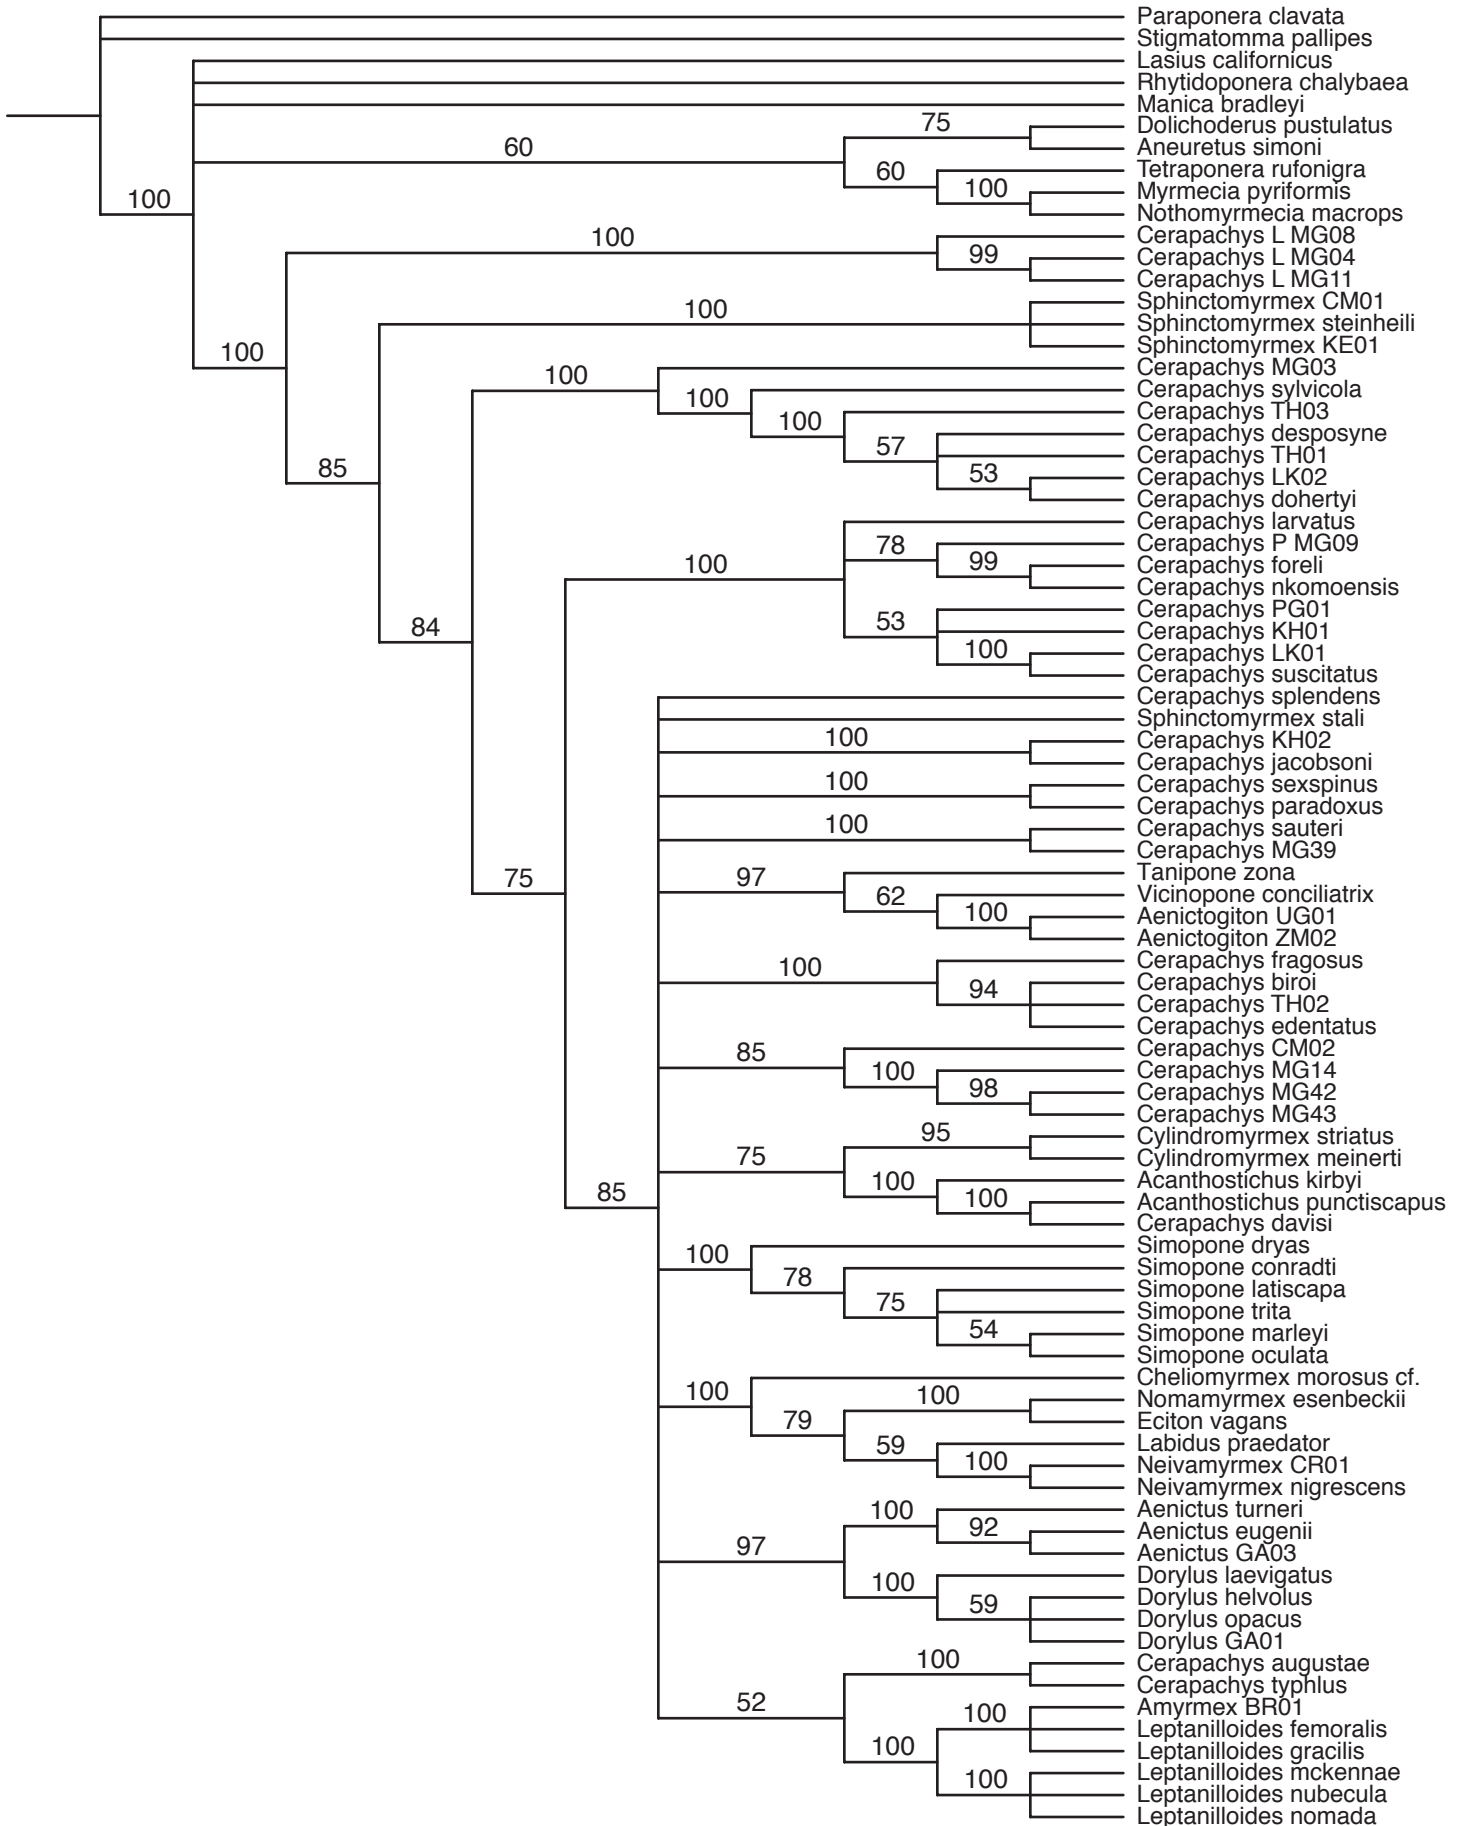 Paraponera clavata
Stigmatomma pallipes
Lasius californicus
Rhytidoponera chalybaea
Manica bradleyi
75
Dolichoderus pustulatus
60
Aneuretus simoni
60
Tetraponera rufonigra
100
Myrmecia pyriformis
100
Nothomyrmecia macrops
100
Cerapachys L MG08
99
Cerapachys L MG04
Cerapachys L MG11
100
Sphinctomyrmex CM01
Sphinctomyrmex steinheili
100
Sphinctomyrmex KE01
100
Cerapachys MG03
100
Cerapachys sylvicola
100
Cerapachys TH03
57
Cerapachys desposyne
Cerapachys TH01
85
53
Cerapachys LK02
Cerapachys dohertyi
Cerapachys larvatus
78
Cerapachys P MG09
100
99
Cerapachys foreli
Cerapachys nkomoensis
84
53
Cerapachys PG01
Cerapachys KH01
100
Cerapachys LK01
Cerapachys suscitatus
Cerapachys splendens
Sphinctomyrmex stali
100
Cerapachys KH02
Cerapachys jacobsoni
100
Cerapachys sexspinus
Cerapachys paradoxus
100
Cerapachys sauteri
Cerapachys MG39
75
97
Tanipone zona
62
Vicinopone conciliatrix
100
Aenictogiton UG01
Aenictogiton ZM02
100
Cerapachys fragosus
94
Cerapachys biroi
Cerapachys TH02
Cerapachys edentatus
85
Cerapachys CM02
100
Cerapachys MG14
98
Cerapachys MG42
Cerapachys MG43
95
Cylindromyrmex striatus
75
Cylindromyrmex meinerti
85
100
Acanthostichus kirbyi
100
Acanthostichus punctiscapus
Cerapachys davisi
100
Simopone dryas
78
Simopone conradti
75
Simopone latiscapa
Simopone trita
54
Simopone marleyi
Simopone oculata
100
Cheliomyrmex morosus cf.
100
Nomamyrmex esenbeckii
79
Eciton vagans
59
Labidus praedator
100
Neivamyrmex CR01
Neivamyrmex nigrescens
100
Aenictus turneri
92
Aenictus eugenii
97
Aenictus GA03
100
Dorylus laevigatus
59
Dorylus helvolus
Dorylus opacus
Dorylus GA01
100
Cerapachys augustae
Cerapachys typhlus
52
100
Amyrmex BR01
Leptanilloides femoralis
100
Leptanilloides gracilis
100
Leptanilloides mckennae
Leptanilloides nubecula
Leptanilloides nomada